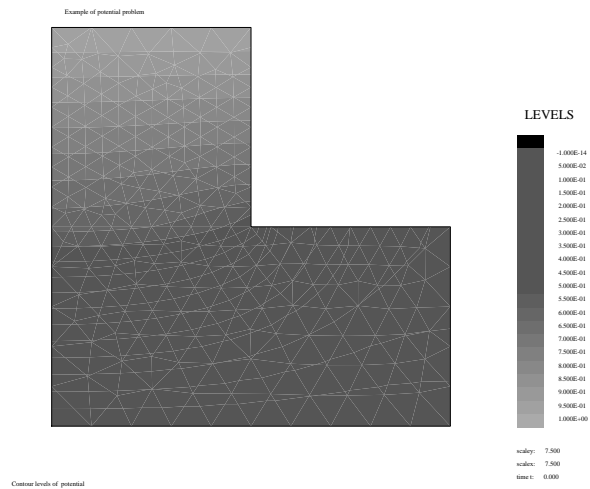 Example of potential problem
LEVELS
-1.000E-14
5.000E-02
1.000E-01
1.500E-01
2.000E-01
2.500E-01
3.000E-01
3.500E-01
4.000E-01
4.500E-01
5.000E-01
5.500E-01
6.000E-01
6.500E-01
7.000E-01
7.500E-01
8.000E-01
8.500E-01
9.000E-01
9.500E-01
1.000E+00
scaley: 7.500
scalex: 7.500
time t: 0.000
Contour levels of potential